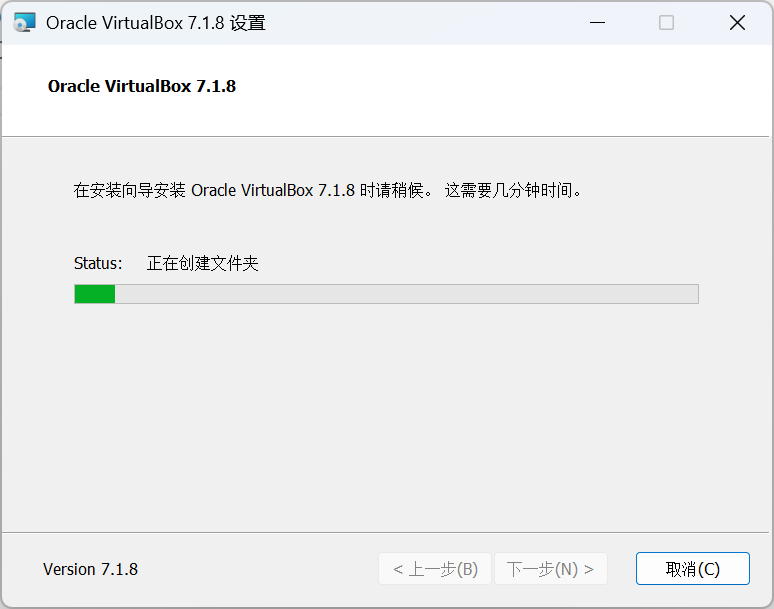 Oracle VirtualBox 7.1.8 设置
Oracle VirtualBox 7.1.8
在安装向导安装 Oracle VirtualBox 7.1.8 时请稍候。 这需要几分钟时间。
Status: 正在创建文件夹
Version 7.1.8 < 上一步(B) 下一步(N) > 取消(C)